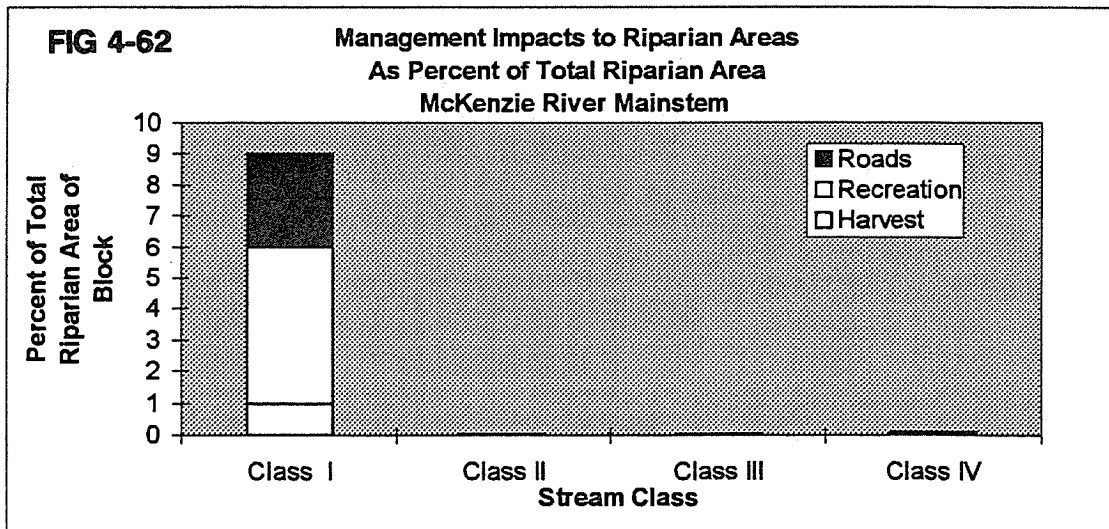 FIG 4-62
Management Impacts to Riparian Areas
As Percent of Total Riparian Area
McKenzie River Mainstem
Percent of Total
Riparian Area of
Block
10
9
8
7
6
5
4
3
2
1
0
Roads
Recreation
Harvest
Class I
Class II
Class III
Class IV
Stream Class